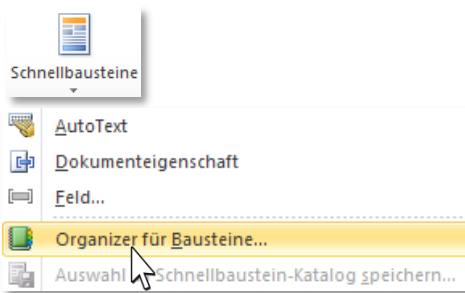 Schnellbausteine
AutoText
Dokumenteigenschaft
Feld...
Organizer für Bausteine...
Auswahl Schnellbaustein-Katalog speichern...